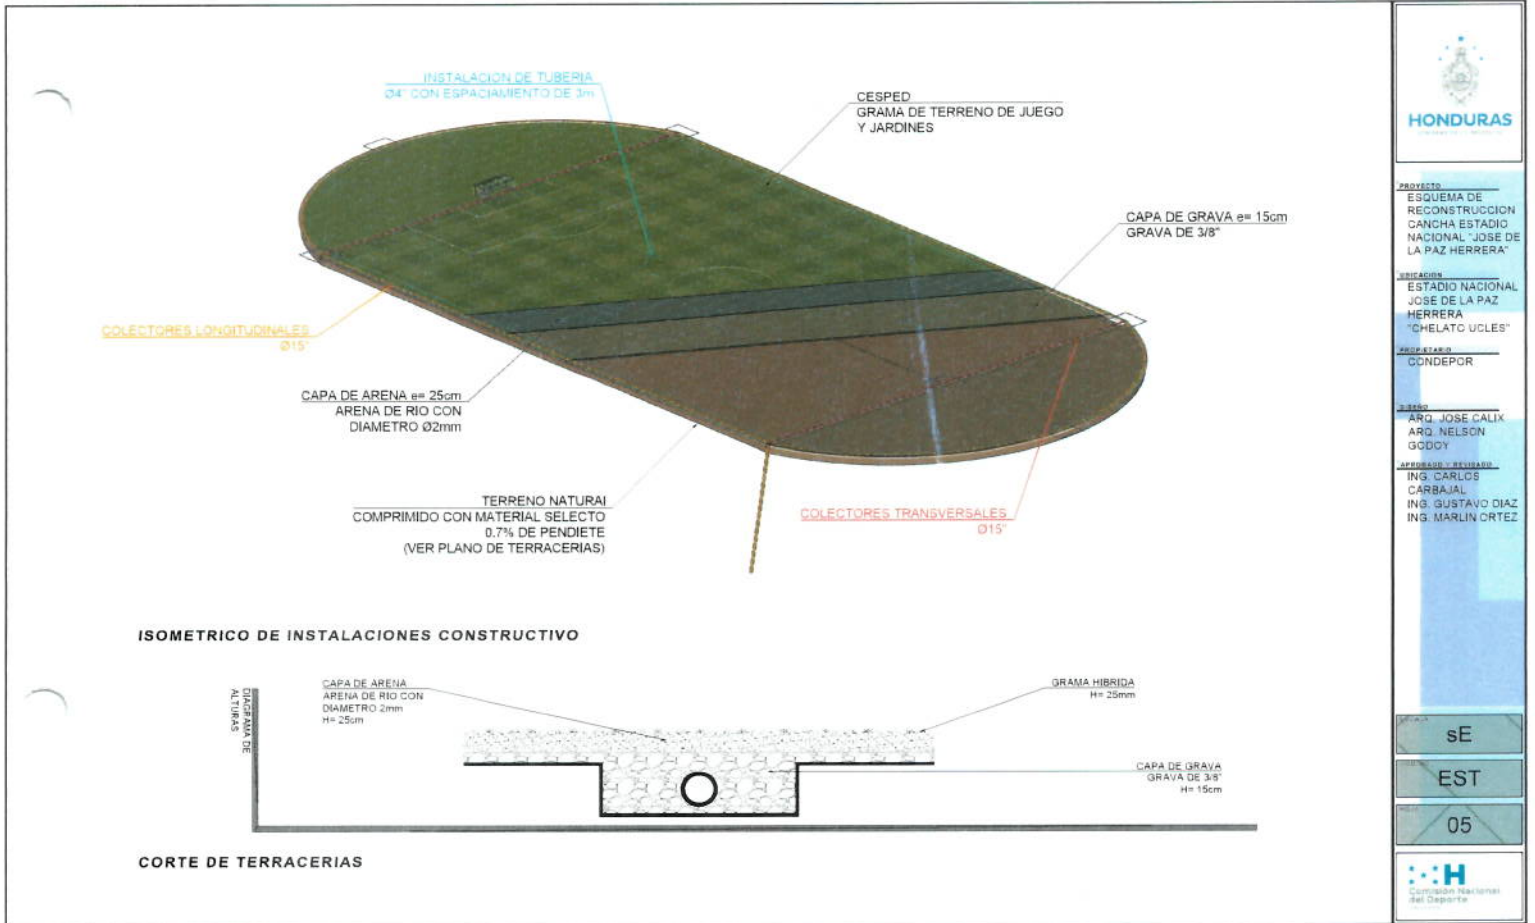 INSTALACION DE TUBERIA
Ø4" CON ESPACIAMIENTO DE 3m
CESPED
GRAMA DE TERRENO DE JUEGO
Y JARDINES
CAPA DE GRAVA e= 15cm
GRAVA DE 3/8"
COLECTORES LONGITUDINALES
Ø15"
CAPA DE ARENA e= 25cm
ARENA DE RIO CON
DIAMETRO Ø2mm
TERRENO NATURAl
COMPRIMIDO CON MATERIAL SELECTO
0.7% DE PENDIETE
(VER PLANO DE TERRACERIAS)
COLECTORES TRANSVERSALES
Ø15"
ISOMETRICO DE INSTALACIONES CONSTRUCTIVO
DIAGRAMA DE
ALTURAS
CAPA DE ARENA
ARENA DE RIO CON
DIAMETRO 2mm
H= 25cm
GRAMA HIBRIDA
H= 25mm
CAPA DE GRAVA
GRAVA DE 3/8"
H= 15cm
CORTE DE TERRACERIAS
HONDURAS
PROYECTO
ESQUEMA DE
RECONSTRUCCION
CANCHA ESTADIO
NACIONAL "JOSE DE
LA PAZ HERRERA"
UBICACION
ESTADIO NACIONAL
JOSE DE LA PAZ
HERRERA
"CHELATO UCLES"
PROPIETARIO
CONDEPOR
DISEÑO
ARQ. JOSE CALIX
ARQ. NELSON
GODOY
APROBADO Y REVISADO
ING. CARLOS
CARBAJAL
ING. GUSTAVO DIAZ
ING. MARLIN ORTEZ
sE
EST
05
H
Comisión Nacional
del Deporte